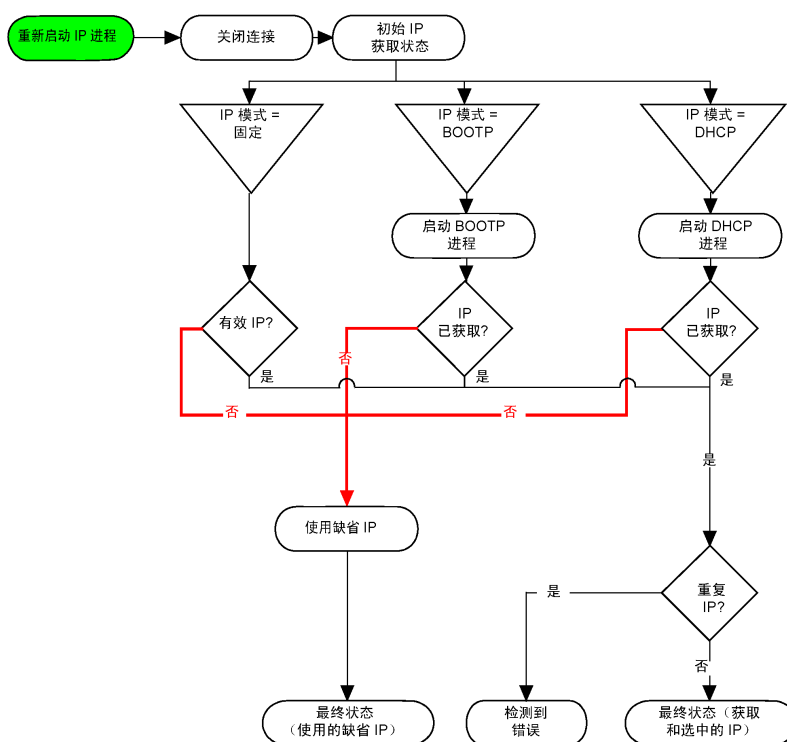 重新启动 IP 进程
关闭连接
初始 IP
获取状态
IP 模式 =
固定
IP 模式 =
BOOTP
IP 模式 =
DHCP
启动 BOOTP
进程
启动 DHCP
进程
有效 IP?
IP
已获取?
IP
已获取?
否
是
是
是
否
否
是
使用缺省 IP
重复
IP?
是
否
最终状态
（使用的缺省 IP）
检测到
错误
最终状态（获取
和选中的 IP）